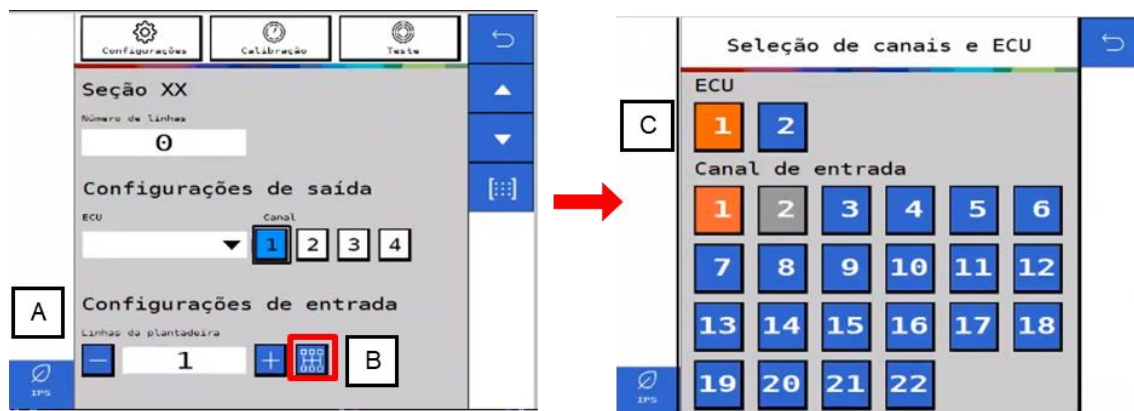 Configurações Calibração Teste
Seção XX
Número de linhas
0
Configurações de saída
ECU Canal
1 2 3 4
A
Configurações de entrada
Linhas da plantadeira
− 1 + B
IPS
Seleção de canais e ECU
ECU
C
1 2
Canal de entrada
1 2 3 4 5 6
7 8 9 10 11 12
13 14 15 16 17 18
19 20 21 22
IPS